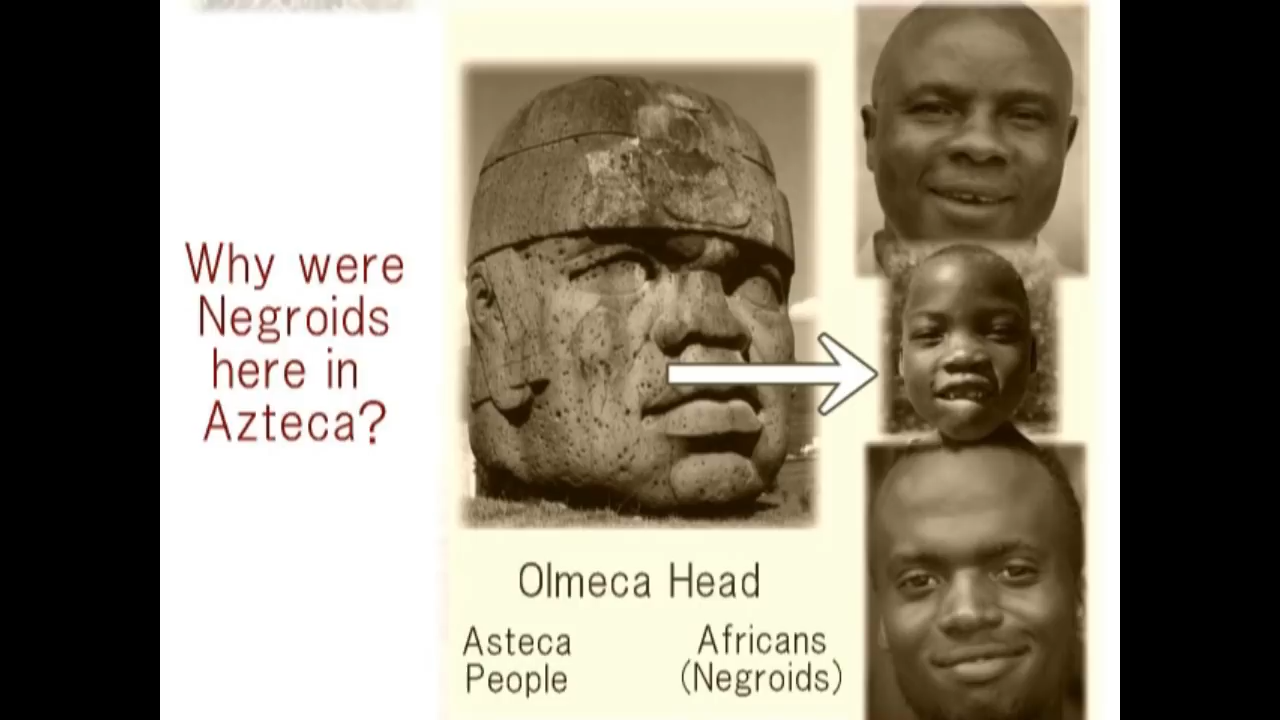 Why were
Negroids
here in
Azteca?
Olmeca Head
Asteca
People
Africans
(Negroids)